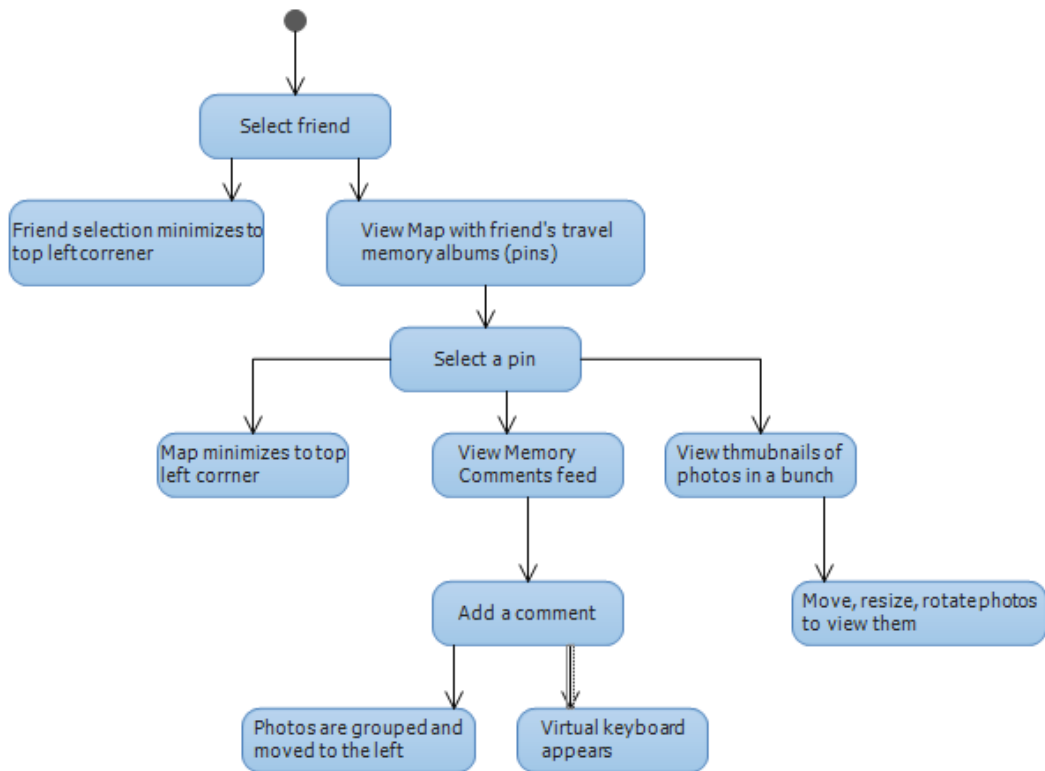 Select friend
Friend selection minimizes to
top left correner
View Map with friend's travel
memory albums (pins)
Select a pin
Map minimizes to top
left corrner
View Memory
Comments feed
View thmubnails of
photos in a bunch
Add a comment
Move, resize, rotate photos
to view them
Photos are grouped and
moved to the left
Virtual keyboard
appears